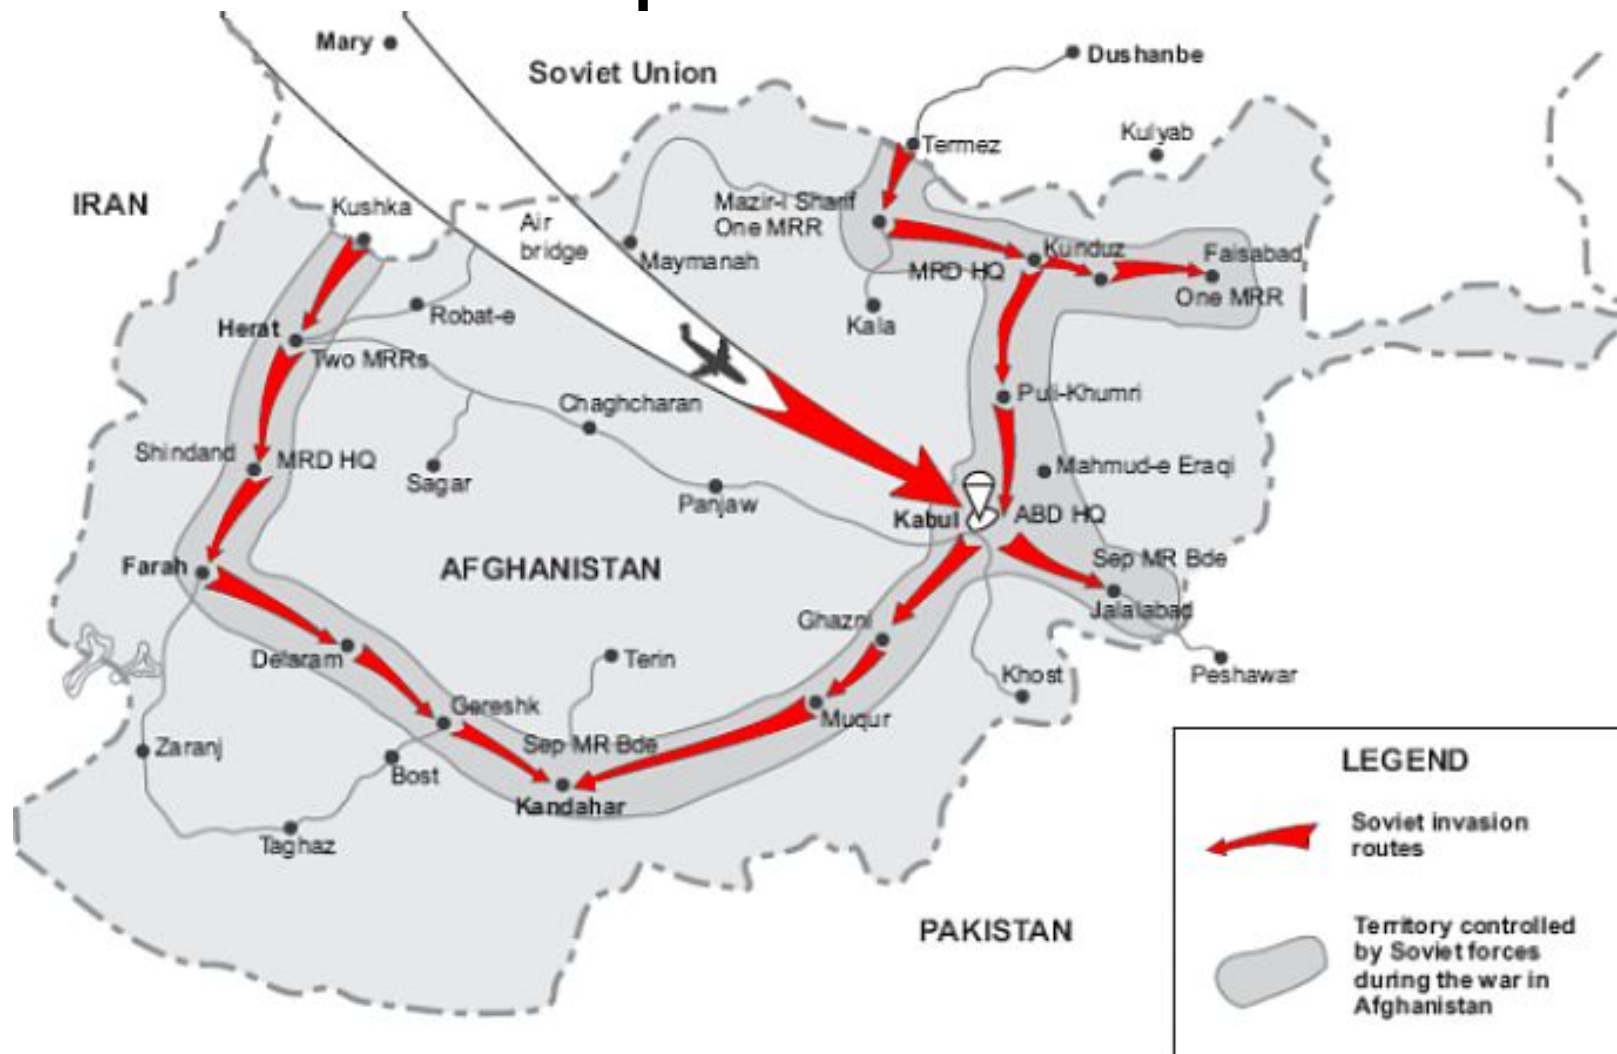 Mary
Soviet Union
Dushanbe
Termez
Kulyab
IRAN
Kushka
Air
bridge
Mazir-i Sharif
One MRR
Maymanah
MRD HQ
Kunduz
Faisabad
One MRR
Kala
Robat-e
Herat
Two MRRs
Puli-Khumri
Chaghcharan
Shindand
MRD HQ
Sagar
Panjaw
Mahmud-e Eraqi
Kabul
ABD HQ
Farah
AFGHANISTAN
Sep MR Bde
Jalalabad
Ghazni
Delaram
Terin
Khost
Peshawar
Gereshk
Muqur
Zaranj
Sep MR Bde
Bost
Kandahar
Taghaz
PAKISTAN
LEGEND
Soviet invasion
routes
Territory controlled
by Soviet forces
during the war in
Afghanistan